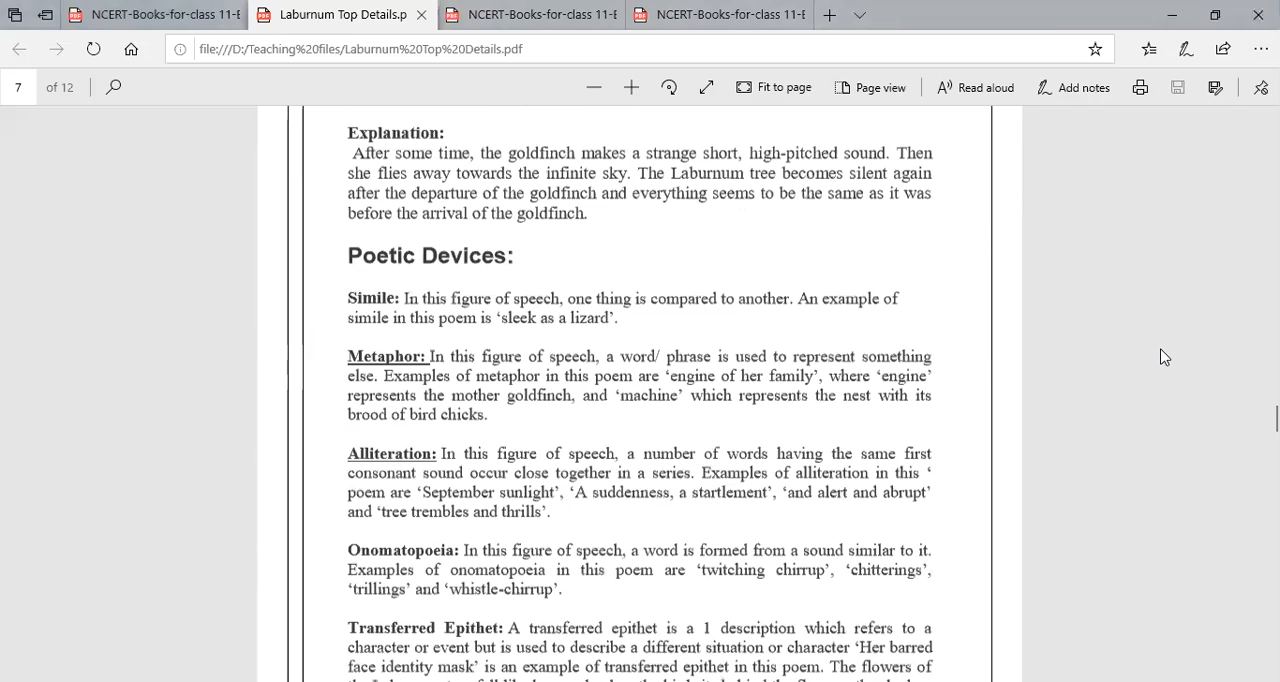 NCERT-Books-for class 11-E
Laburnum Top Details.p
NCERT-Books-for class 11-E
NCERT-Books-for class 11-E
file:///D:/Teaching%20files/Laburnum%20Top%20Details.pdf
7 of 12
Fit to page
Page view
Read aloud
Add notes
Explanation:
After some time, the goldfinch makes a strange short, high-pitched sound. Then
she flies away towards the infinite sky. The Laburnum tree becomes silent again
after the departure of the goldfinch and everything seems to be the same as it was
before the arrival of the goldfinch.
Poetic Devices:
Simile: In this figure of speech, one thing is compared to another. An example of
simile in this poem is ‘sleek as a lizard’.
Metaphor: In this figure of speech, a word/ phrase is used to represent something
else. Examples of metaphor in this poem are ‘engine of her family’, where ‘engine’
represents the mother goldfinch, and ‘machine’ which represents the nest with its
brood of bird chicks.
Alliteration: In this figure of speech, a number of words having the same first
consonant sound occur close together in a series. Examples of alliteration in this ‘
poem are ‘September sunlight’, ‘A suddenness, a startlement’, ‘and alert and abrupt’
and ‘tree trembles and thrills’.
Onomatopoeia: In this figure of speech, a word is formed from a sound similar to it.
Examples of onomatopoeia in this poem are ‘twitching chirrup’, ‘chitterings’,
‘trillings’ and ‘whistle-chirrup’.
Transferred Epithet: A transferred epithet is a 1 description which refers to a
character or event but is used to describe a different situation or character ‘Her barred
face identity mask’ is an example of transferred epithet in this poem. The flowers of